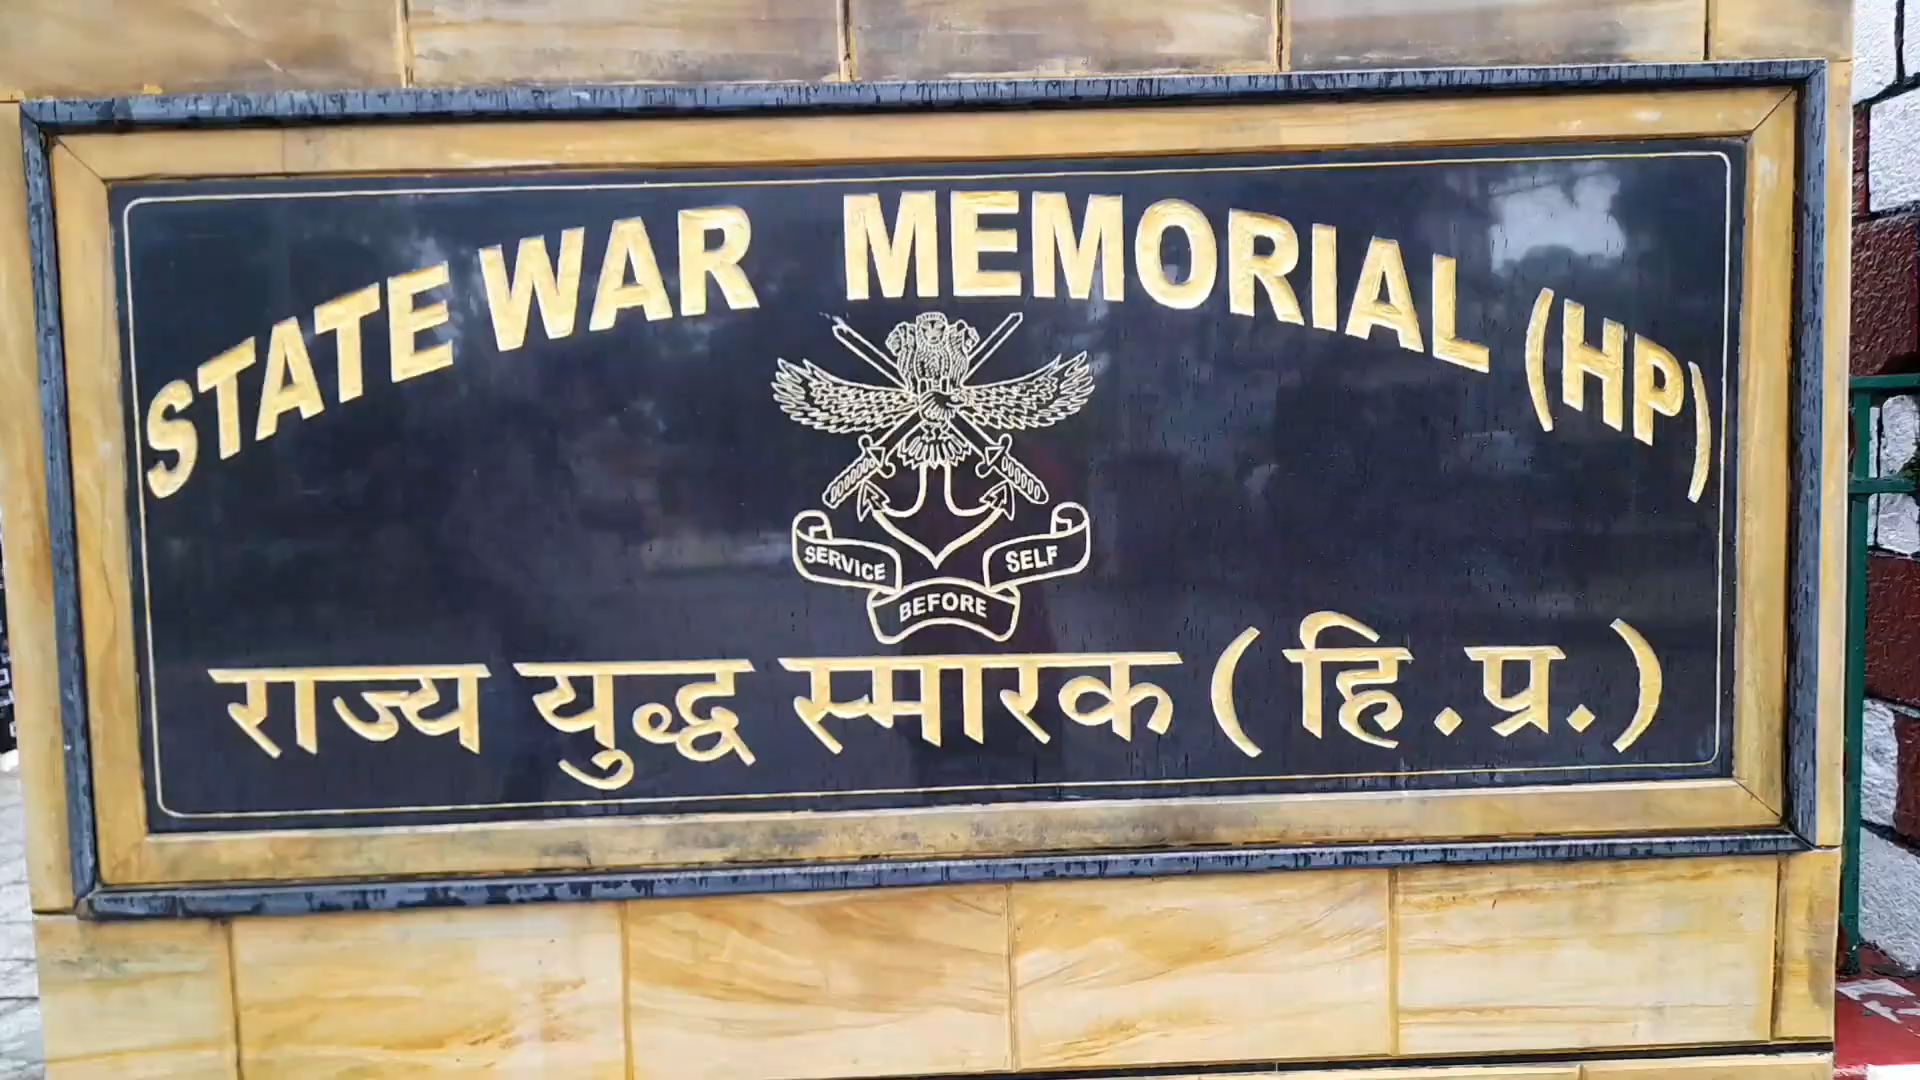 STATE WAR MEMORIAL (HP)
SERVICE BEFORE SELF
राज्य युद्ध स्मारक ( हि . प्र . )